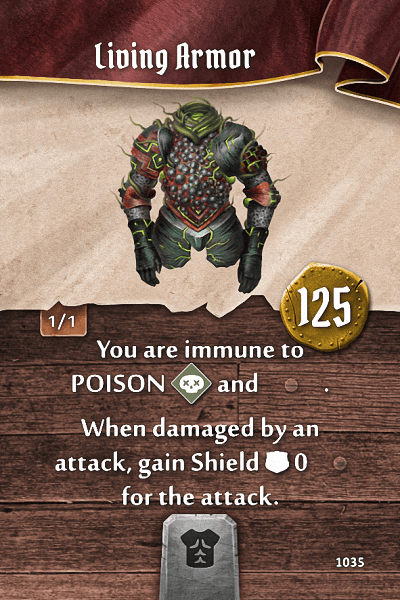 Living Armor
125
1/1
You are immune to
POISON and .
When damaged by an
attack, gain Shield 0
for the attack.
1035